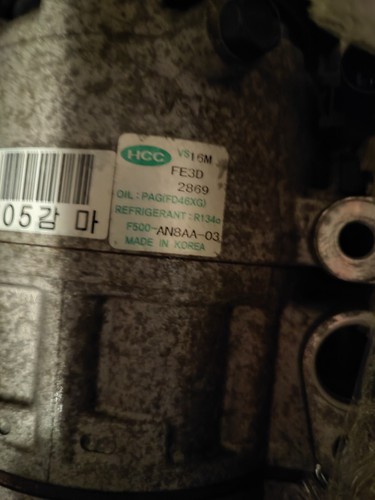 05감 마
HCC VS16M
FE3D
2869
OIL : PAG(FD46XG)
REFRIGERANT : R134a
F500-AN8AA-03
MADE IN KOREA